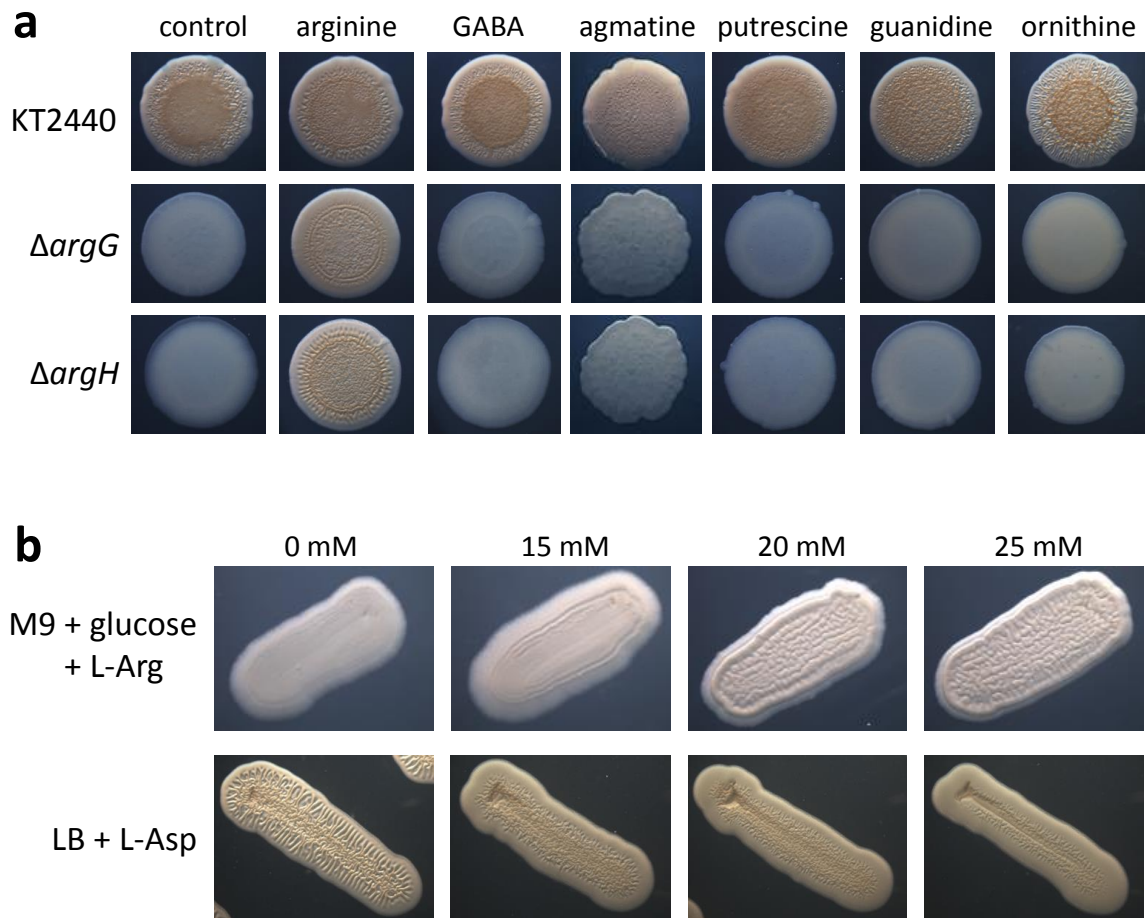 a
control arginine GABA agmatine putrescine guanidine ornithine
KT2440
ΔargG
ΔargH
b
0 mM 15 mM 20 mM 25 mM
M9 + glucose
+ L-Arg
LB + L-Asp